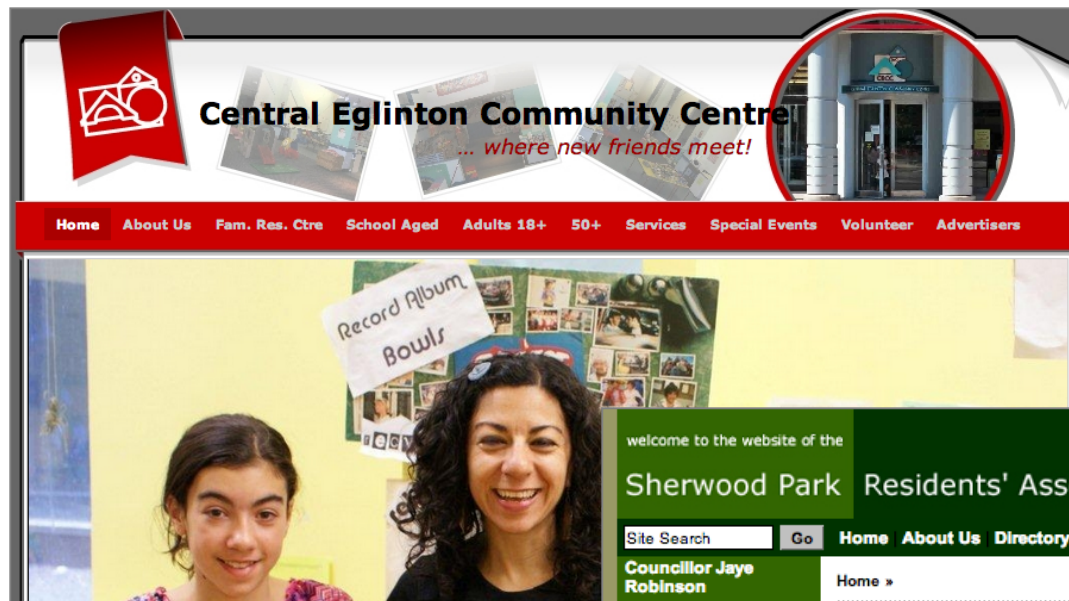 Central Eglinton Community Centre
... where new friends meet!
CECC
Home About Us Fam. Res. Ctre School Aged Adults 18+ 50+ Services Special Events Volunteer Advertisers
Record Album
Bowls
welcome to the website of the
Sherwood Park Residents' Ass
Site Search Go Home About Us Directory
Councillor Jaye
Robinson
Home »